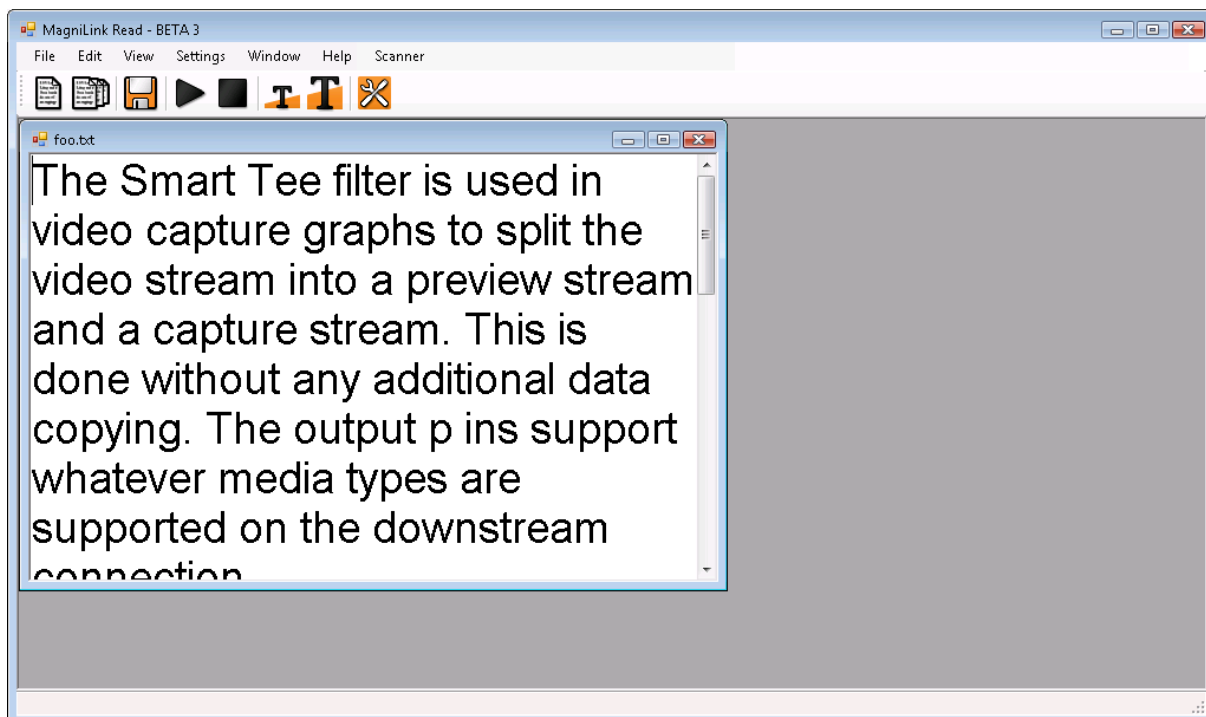 MagniLink Read - BETA 3
File Edit View Settings Window Help Scanner
T T
foo.txt
The Smart Tee filter is used in
video capture graphs to split the
video stream into a preview stream
and a capture stream. This is
done without any additional data
copying. The output p ins support
whatever media types are
supported on the downstream
connection